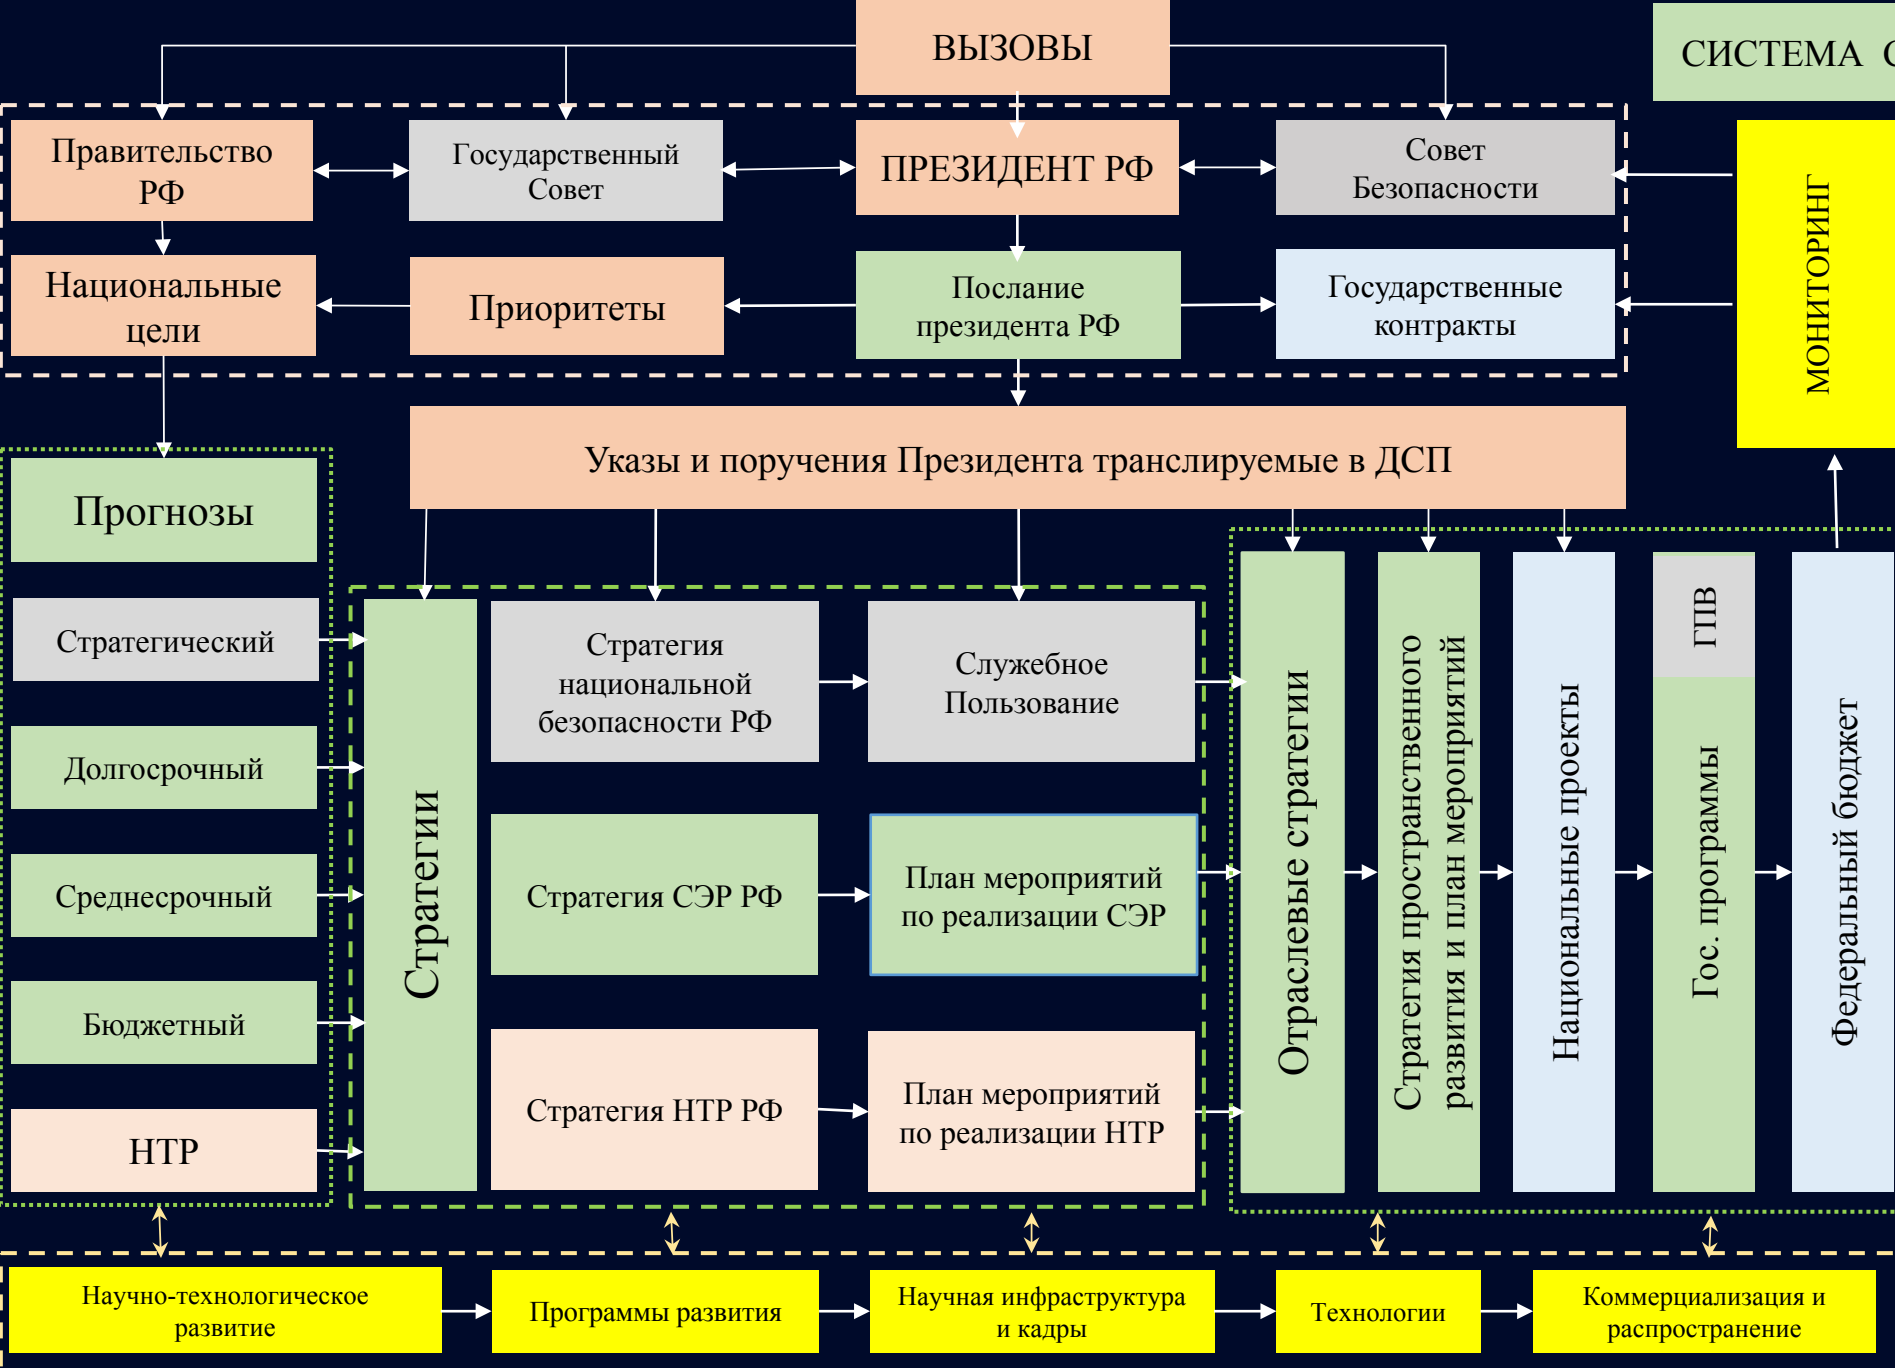 ВЫЗОВЫ
СИСТЕМА С
Правительство
РФ
Государственный
Совет
ПРЕЗИДЕНТ РФ
Совет
Безопасности
МОНИТОРИНГ
Национальные
цели
Приоритеты
Послание
президента РФ
Государственные
контракты
Указы и поручения Президента транслируемые в ДСП
Прогнозы
Стратегический
Долгосрочный
Среднесрочный
Бюджетный
НТР
Стратегии
Стратегия
национальной
безопасности РФ
Служебное
Пользование
Стратегия СЭР РФ
План мероприятий
по реализации СЭР
Стратегия НТР РФ
План мероприятий
по реализации НТР
Отраслевые стратегии
Стратегия пространственного
развития и план мероприятий
Национальные проекты
ГПВ
Гос. программы
Федеральный бюджет
Научно-технологическое
развитие
Программы развития
Научная инфраструктура
и кадры
Технологии
Коммерциализация и
распространение